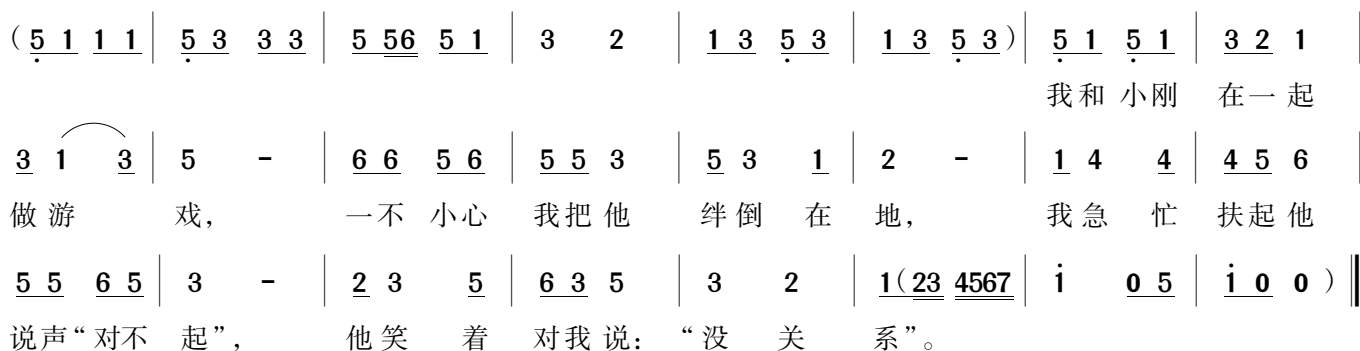 ( 5 1 1 1 | 5 3 3 3 | 5 56 5 1 | 3 2 | 1 3 5 3 | 1 3 5 3 ) | 5 1 5 1 | 3 2 1 |
我和 小刚 在一 起
3 1 3 | 5 - | 6 6 5 6 | 5 5 3 | 5 3 1 | 2 - | 1 4 4 | 4 5 6 |
做 游 戏， 一不 小心 我把 他 绊 倒 在 地， 我 急 忙 扶起 他
5 5 6 5 | 3 - | 2 3 5 | 6 3 5 | 3 2 | 1 ( 23 4567 | i 0 5 | i 0 0 ) ‖
说声“对不 起”， 他 笑 着 对我 说：“没 关 系”。